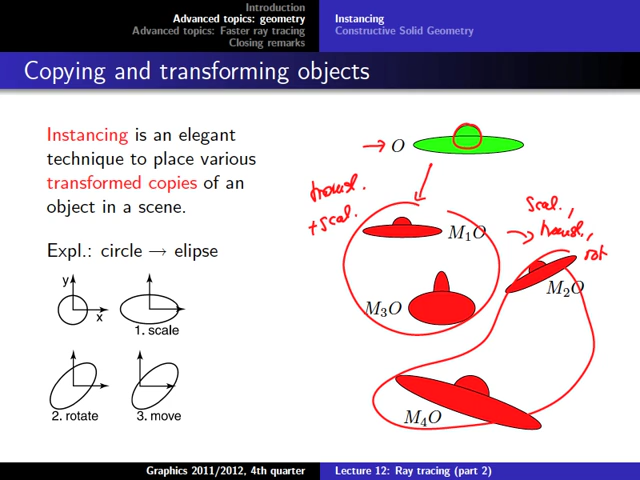 Introduction
Advanced topics: geometry
Advanced topics: Faster ray tracing
Closing remarks
Instancing
Constructive Solid Geometry
Copying and transforming objects
Instancing is an elegant
technique to place various
transformed copies of an
object in a scene.
Expl.: circle → elipse
y
x
1. scale
2. rotate
3. move
→ O
transl.
+ scal.
scal.,
→ transl.,
rot
M₁O
M₂O
M₃O
M₄O
Graphics 2011/2012, 4th quarter
Lecture 12: Ray tracing (part 2)